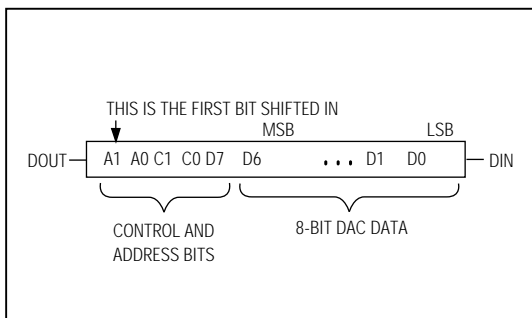 THIS IS THE FIRST BIT SHIFTED IN
MSB LSB
DOUT A1 A0 C1 C0 D7 D6 ... D1 D0 DIN
CONTROL AND
ADDRESS BITS
8-BIT DAC DATA